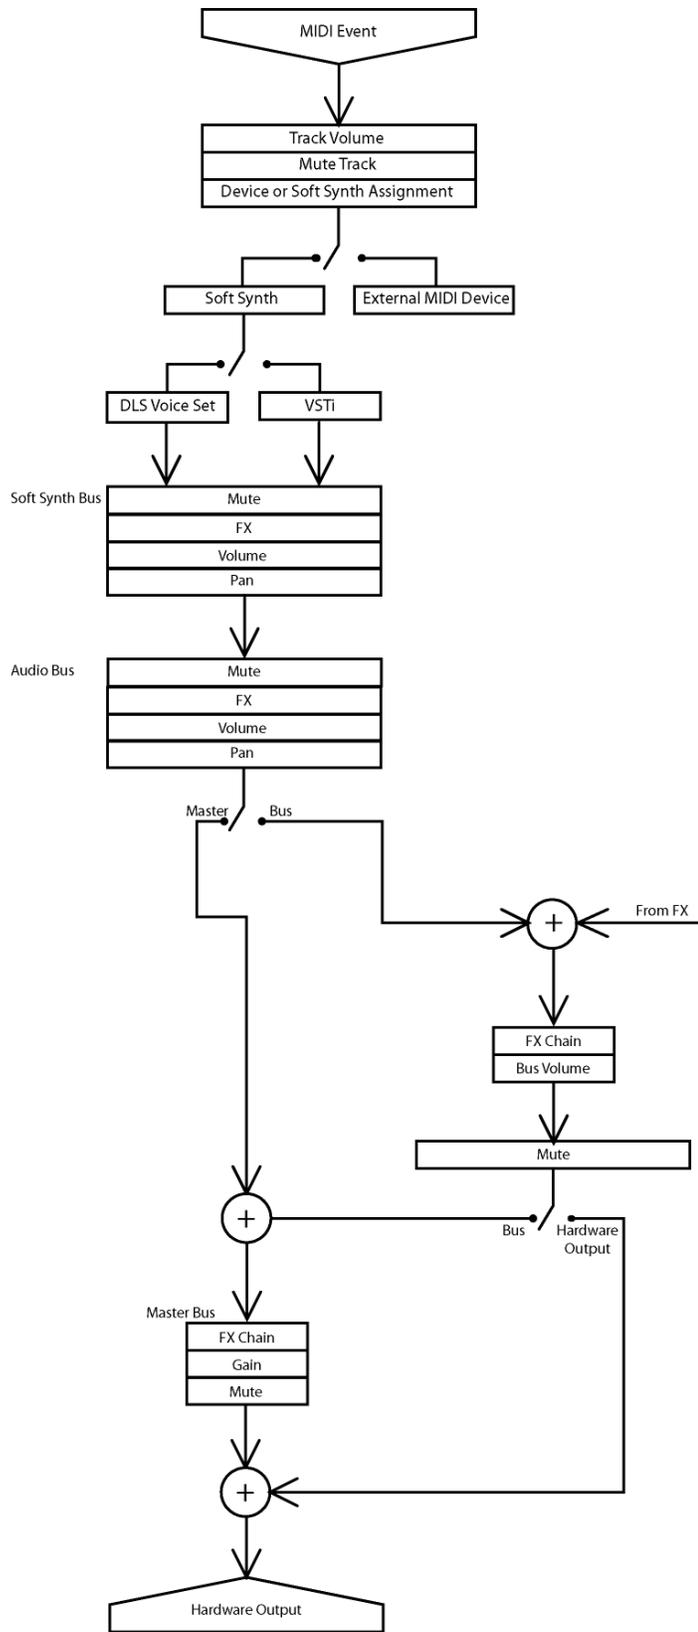 MIDI Event
Track Volume
Mute Track
Device or Soft Synth Assignment
Soft Synth
External MIDI Device
DLS Voice Set
VSTi
Soft Synth Bus
Mute
FX
Volume
Pan
Audio Bus
Mute
FX
Volume
Pan
Master
Bus
From FX
FX Chain
Bus Volume
Mute
Bus
Hardware
Output
Master Bus
FX Chain
Gain
Mute
Hardware Output